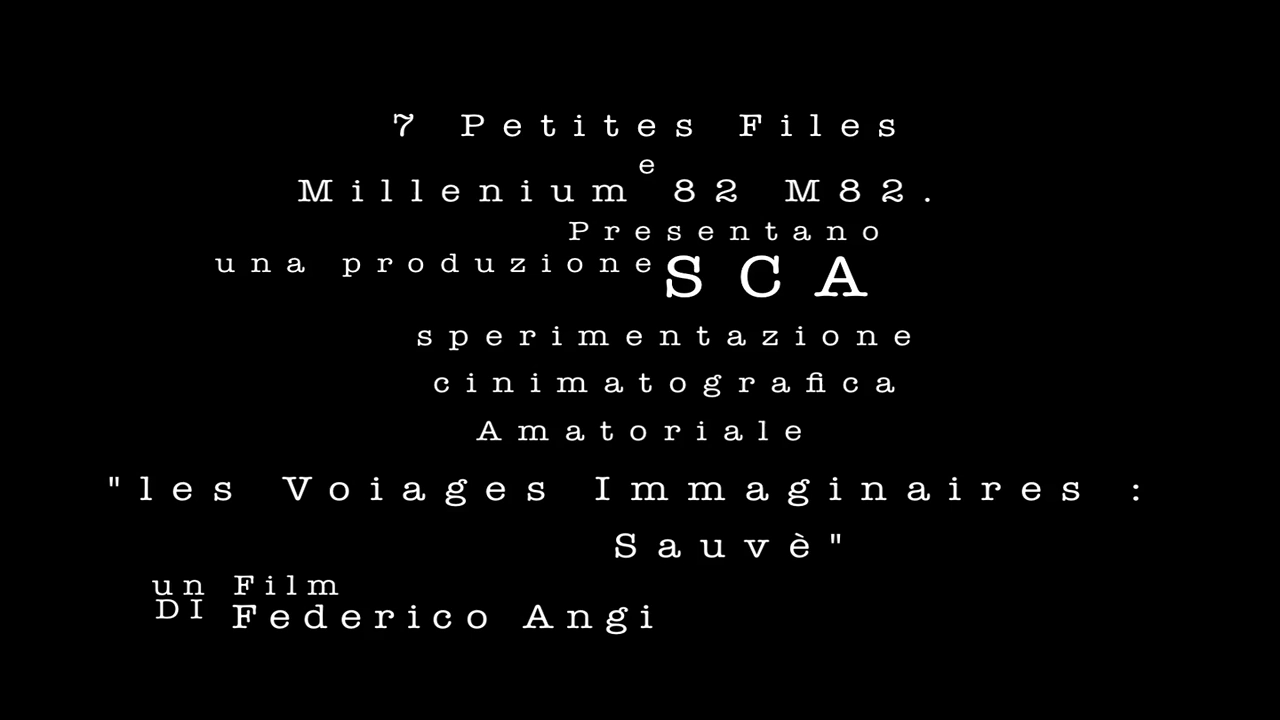 7 Petites Files
e
Millenium 82 M82.
Presentano
una produzione SCA
sperimentazione
cinimatografica
Amatoriale
"les Voiages Immaginaires :
Sauvè"
un Film
DI Federico Angi